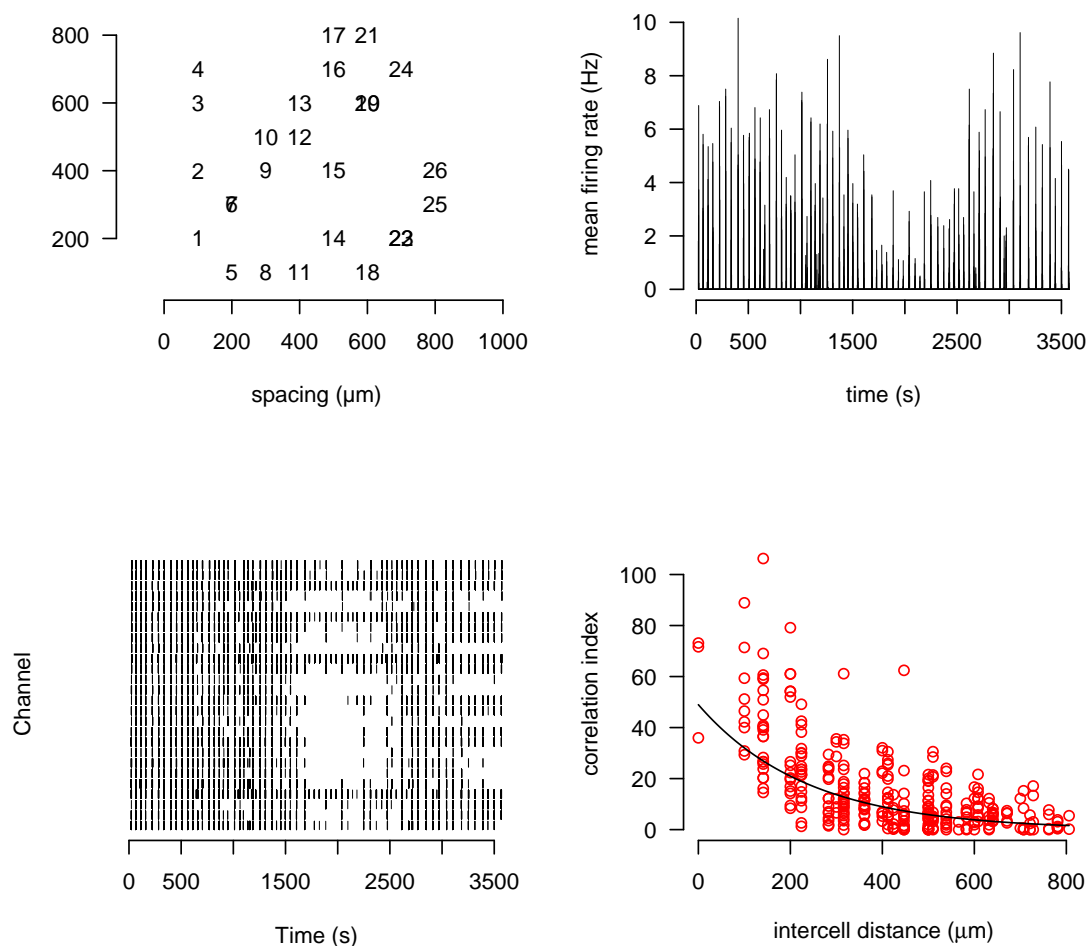 800 17 21
4 16 24
600 3 13
10 12
400 2 9 15 26
25
200 1 14
5 8 11 18
0 200 400 600 800 1000
spacing (µm)
10
8
6
4
2
0
mean firing rate (Hz)
0 500 1500 2500 3500
time (s)
Channel
0 500 1500 2500 3500
Time (s)
100
80
60
40
20
0
correlation index
0 200 400 600 800
intercell distance (µm)